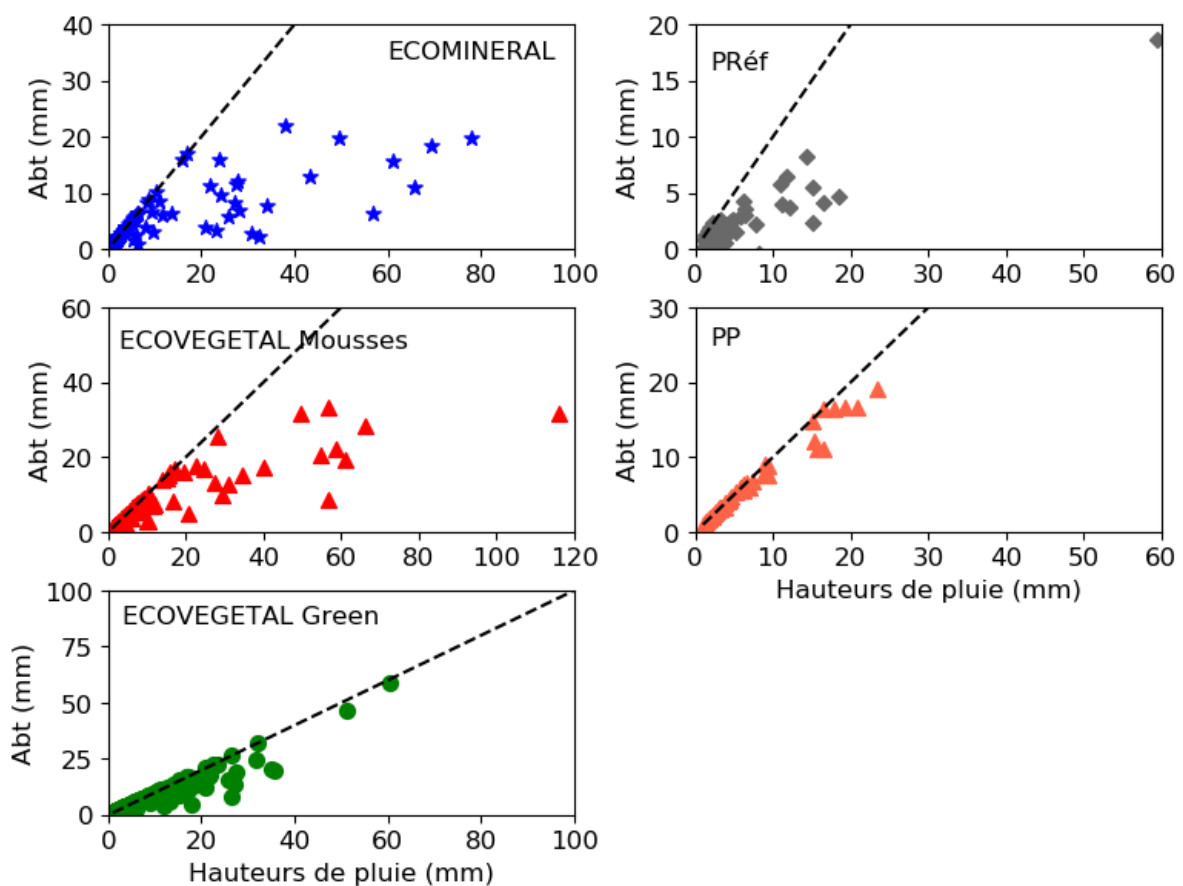 40
30
20
10
0
Abt (mm)
ECOMINERAL
0 20 40 60 80 100
20
15
10
5
0
Abt (mm)
PRéf
0 10 20 30 40 50 60
60
40
20
0
Abt (mm)
ECOVEGETAL Mousses
0 20 40 60 80 100 120
30
20
10
0
Abt (mm)
PP
0 10 20 30 40 50 60
Hauteurs de pluie (mm)
100
75
50
25
0
Abt (mm)
ECOVEGETAL Green
0 20 40 60 80 100
Hauteurs de pluie (mm)